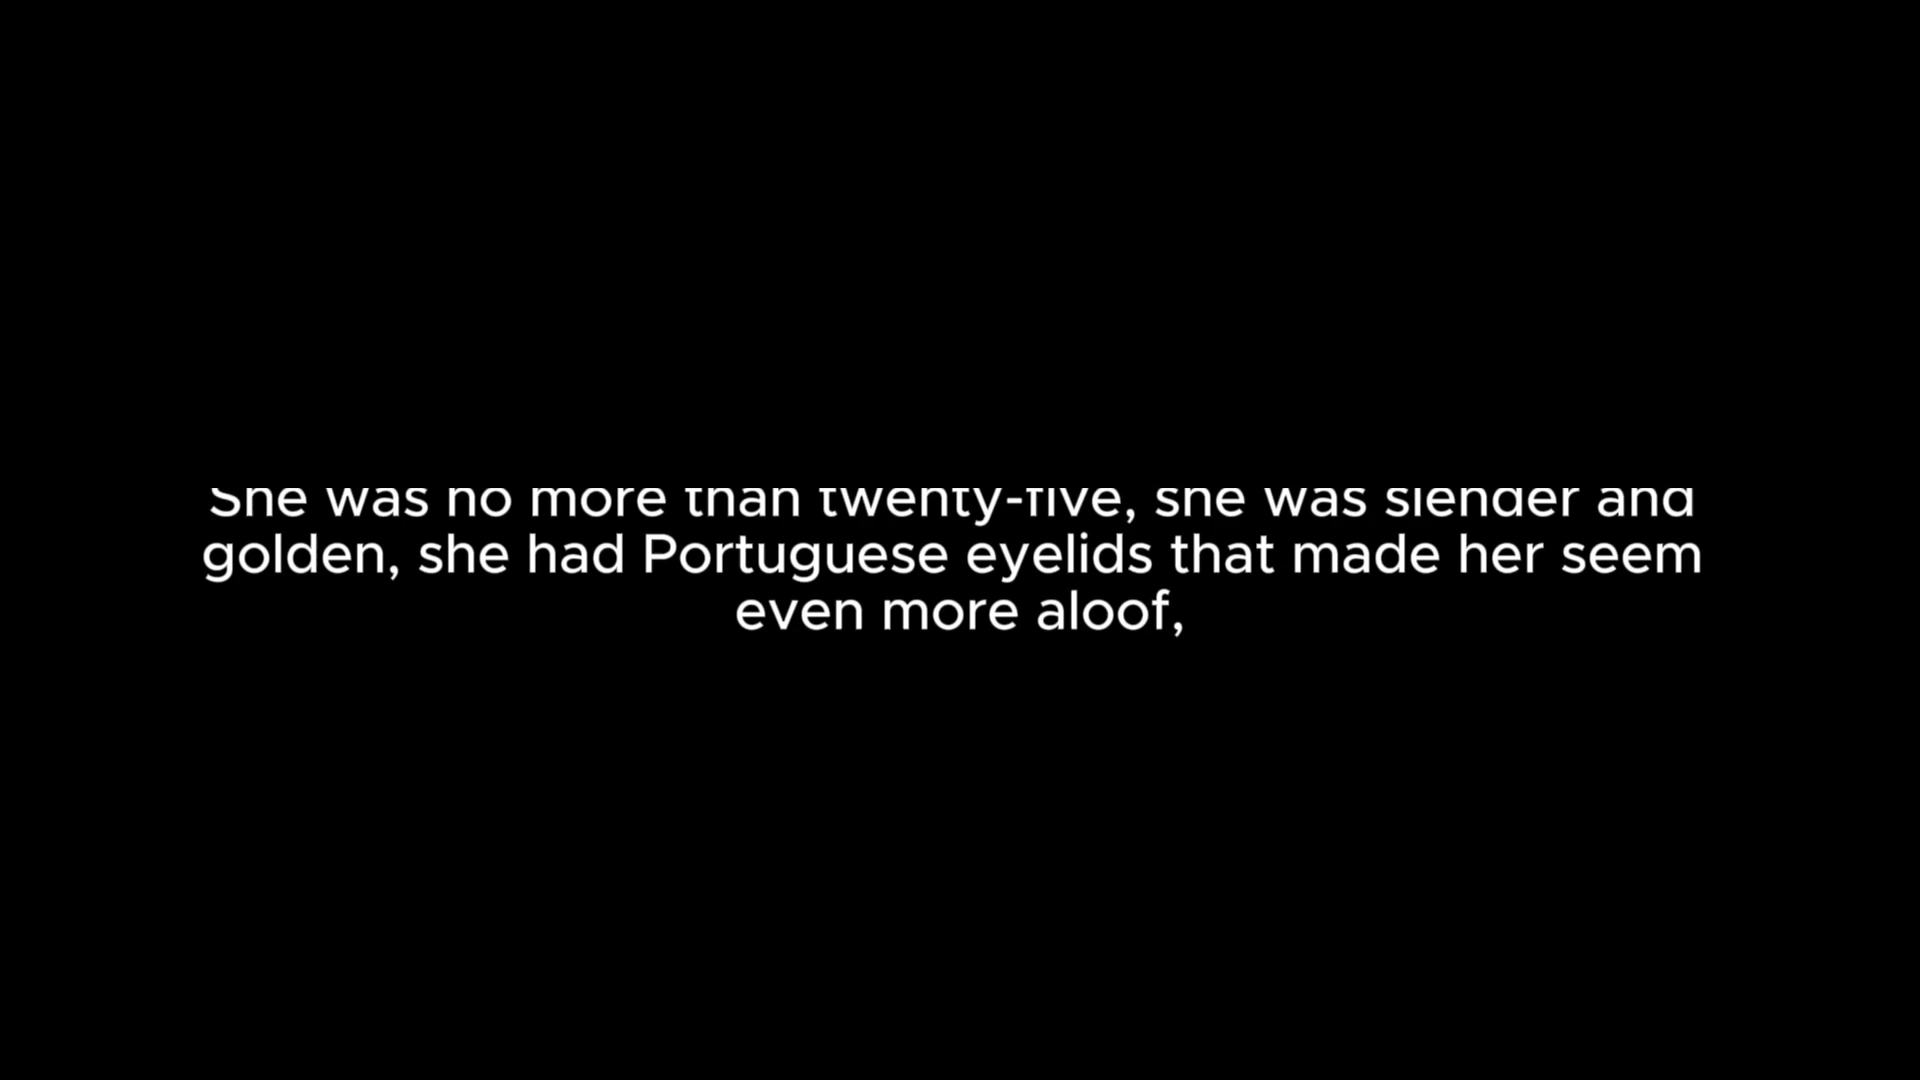 She was no more than twenty-five, she was slender and
golden, she had Portuguese eyelids that made her seem
even more aloof,